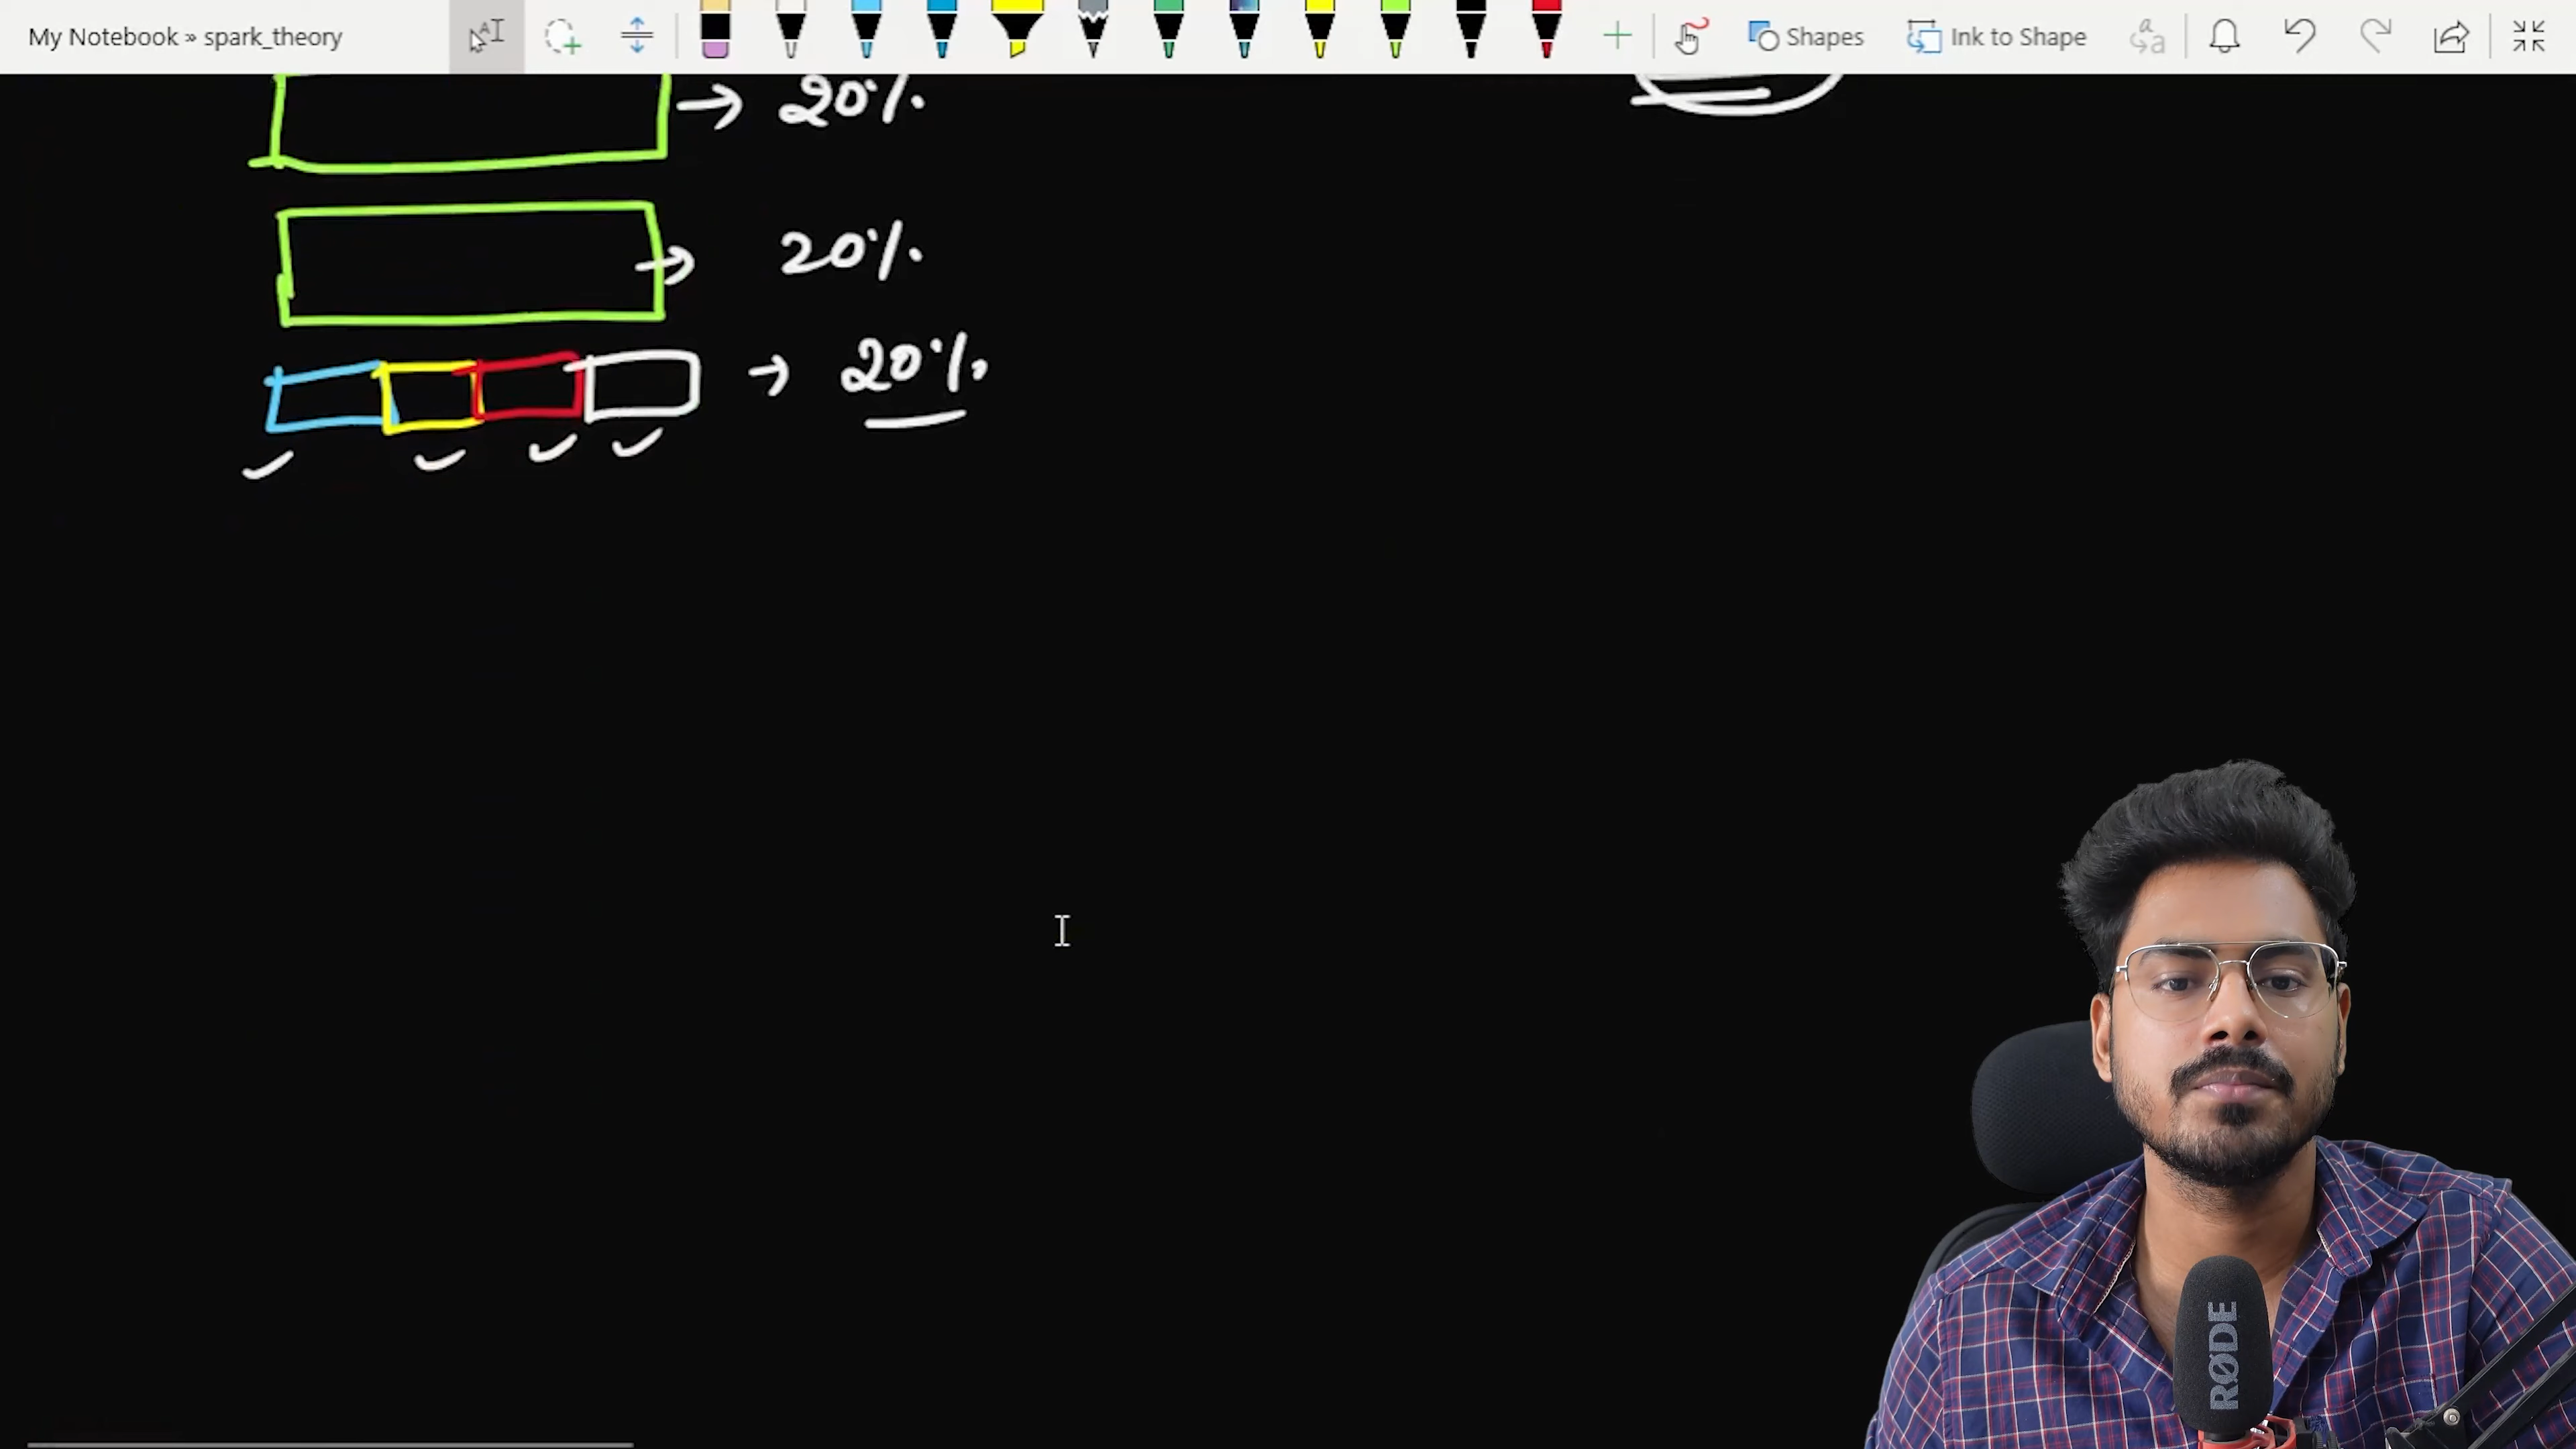 My Notebook » spark_theory
Shapes
Ink to Shape
→ 20%
→ 20%
→ 20%
RØDE